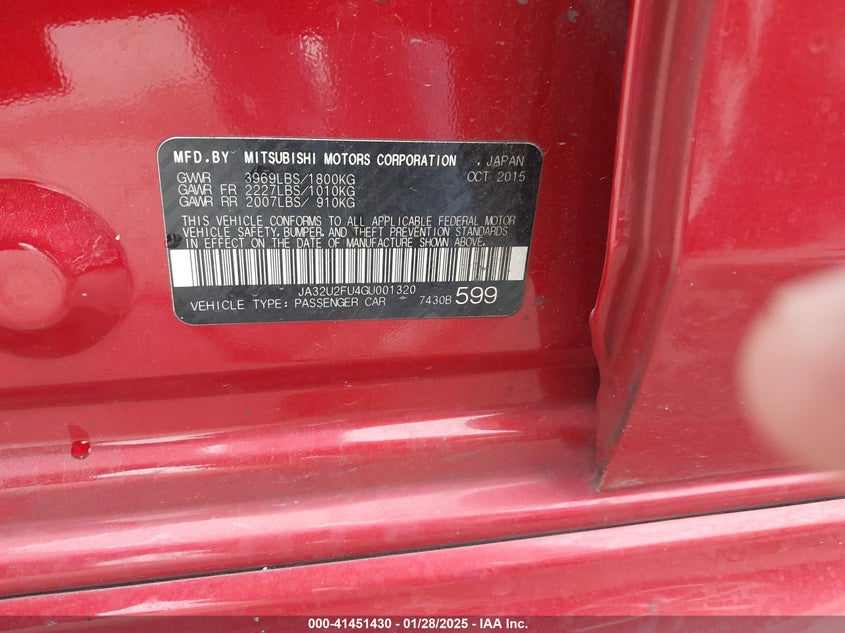 MFD.BY MITSUBISHI MOTORS CORPORATION . JAPAN
GVWR 3969LBS/1800KG OCT 2015
GAWR FR 2227LBS/1010KG
GAWR RR 2007LBS/ 910KG
THIS VEHICLE CONFORMS TO ALL APPLICABLE FEDERAL MOTOR
VEHICLE SAFETY, BUMPER, AND THEFT PREVENTION STANDARDS
IN EFFECT ON THE DATE OF MANUFACTURE SHOWN ABOVE.
JA32U2FU4GU001320
VEHICLE TYPE: PASSENGER CAR 7430B 599
000-41451430 - 01/28/2025 - IAA Inc.